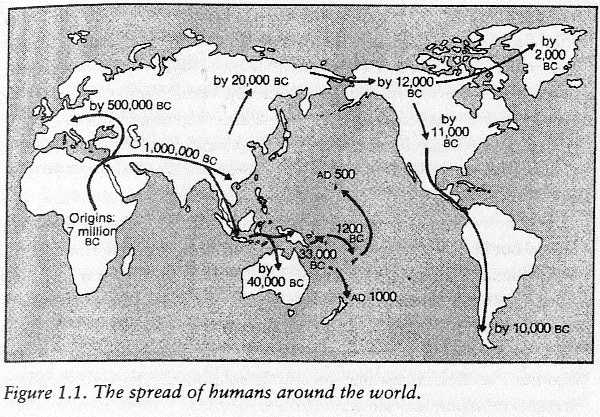 by
2,000
BC
by 20,000 BC
by 12,000
BC
by 500,000 BC
by
11,000
BC
1,000,000 BC
AD 500
Origins:
7 million
BC
1200
BC
33,000
BC
by
40,000 BC
AD 1000
by 10,000 BC
Figure 1.1. The spread of humans around the world.